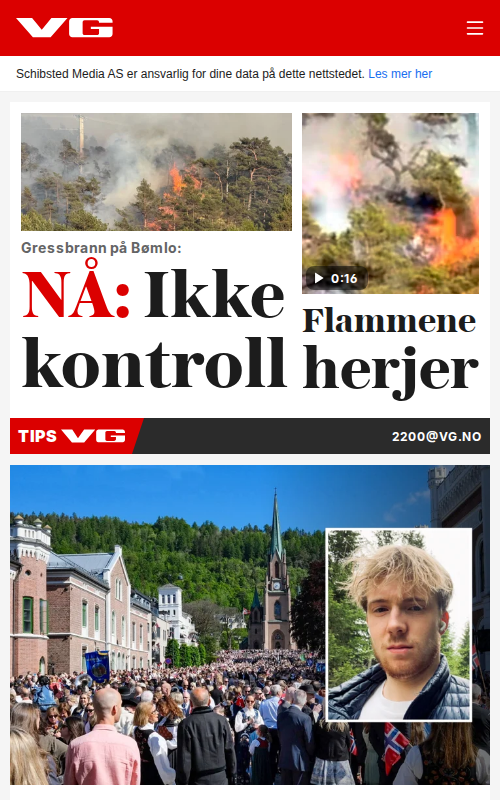 VG
Schibsted Media AS er ansvarlig for dine data på dette nettstedet. Les mer her
Gressbrann på Bømlo:
NÅ: Ikke
kontroll
0:16
Flammene
herjer
TIPS VG
2200@VG.NO